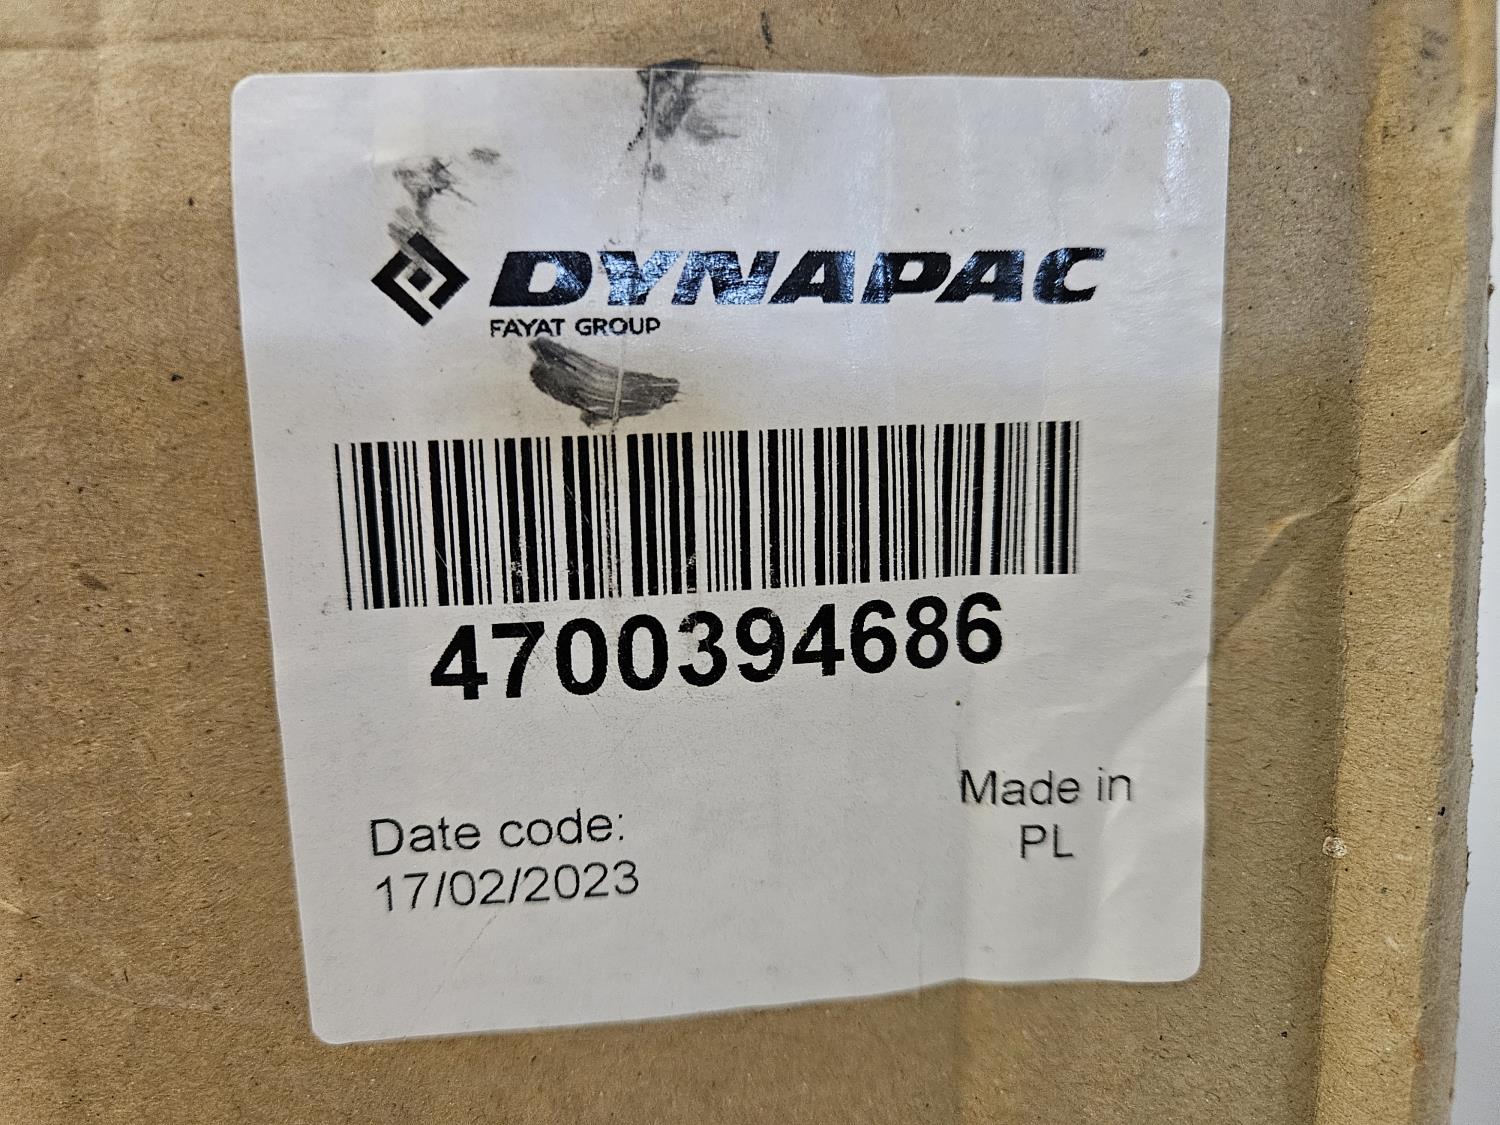 DYNAPAC
FAYAT GROUP
4700394686
Date code:
17/02/2023
Made in
PL